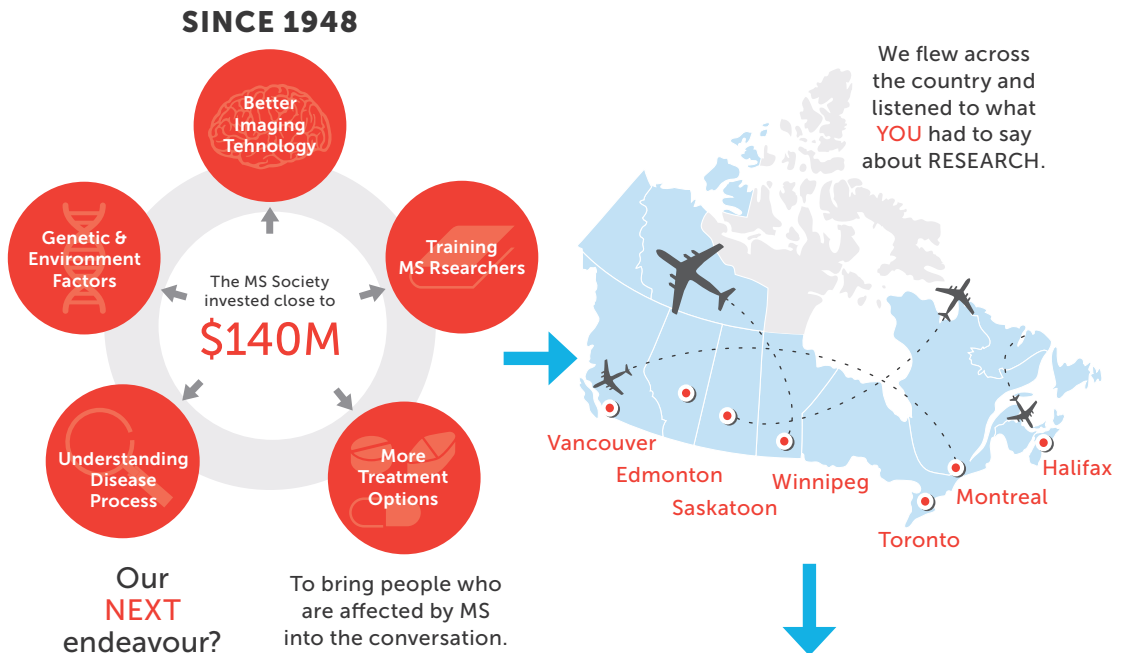 SINCE 1948
Better
Imaging
Tehnology
Genetic &
Environment
Factors
Training
MS Rsearchers
The MS Society
invested close to
$140M
Understanding
Disease
Process
More
Treatment
Options
Our
NEXT
endeavour?
To bring people who
are affected by MS
into the conversation.
We flew across
the country and
listened to what
YOU had to say
about RESEARCH.
Vancouver
Edmonton
Saskatoon
Winnipeg
Toronto
Montreal
Halifax